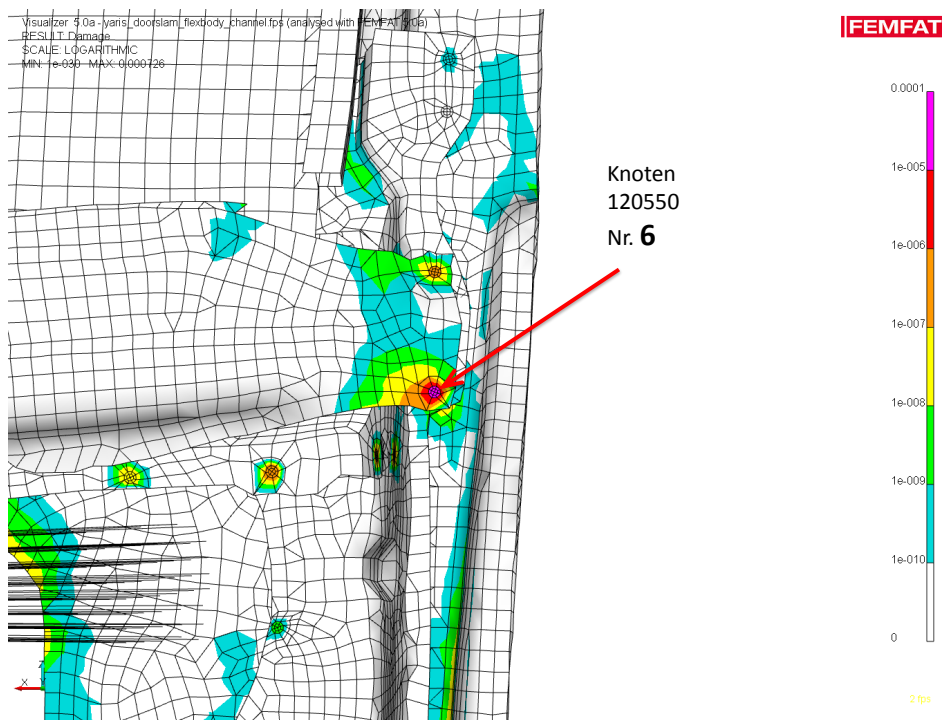 Visualizer 5.0a - yaris_doorslam_flexbody_channel.fps (analysed with FEMFAT 5.0a)
RESULT: Damage
SCALE: LOGARITHMIC
MIN: 1e-030 MAX: 0.000726
FEMFAT
0.0001
1e-005
Knoten
120550
Nr. 6
1e-006
1e-007
1e-008
1e-009
1e-010
0
Z
X Y